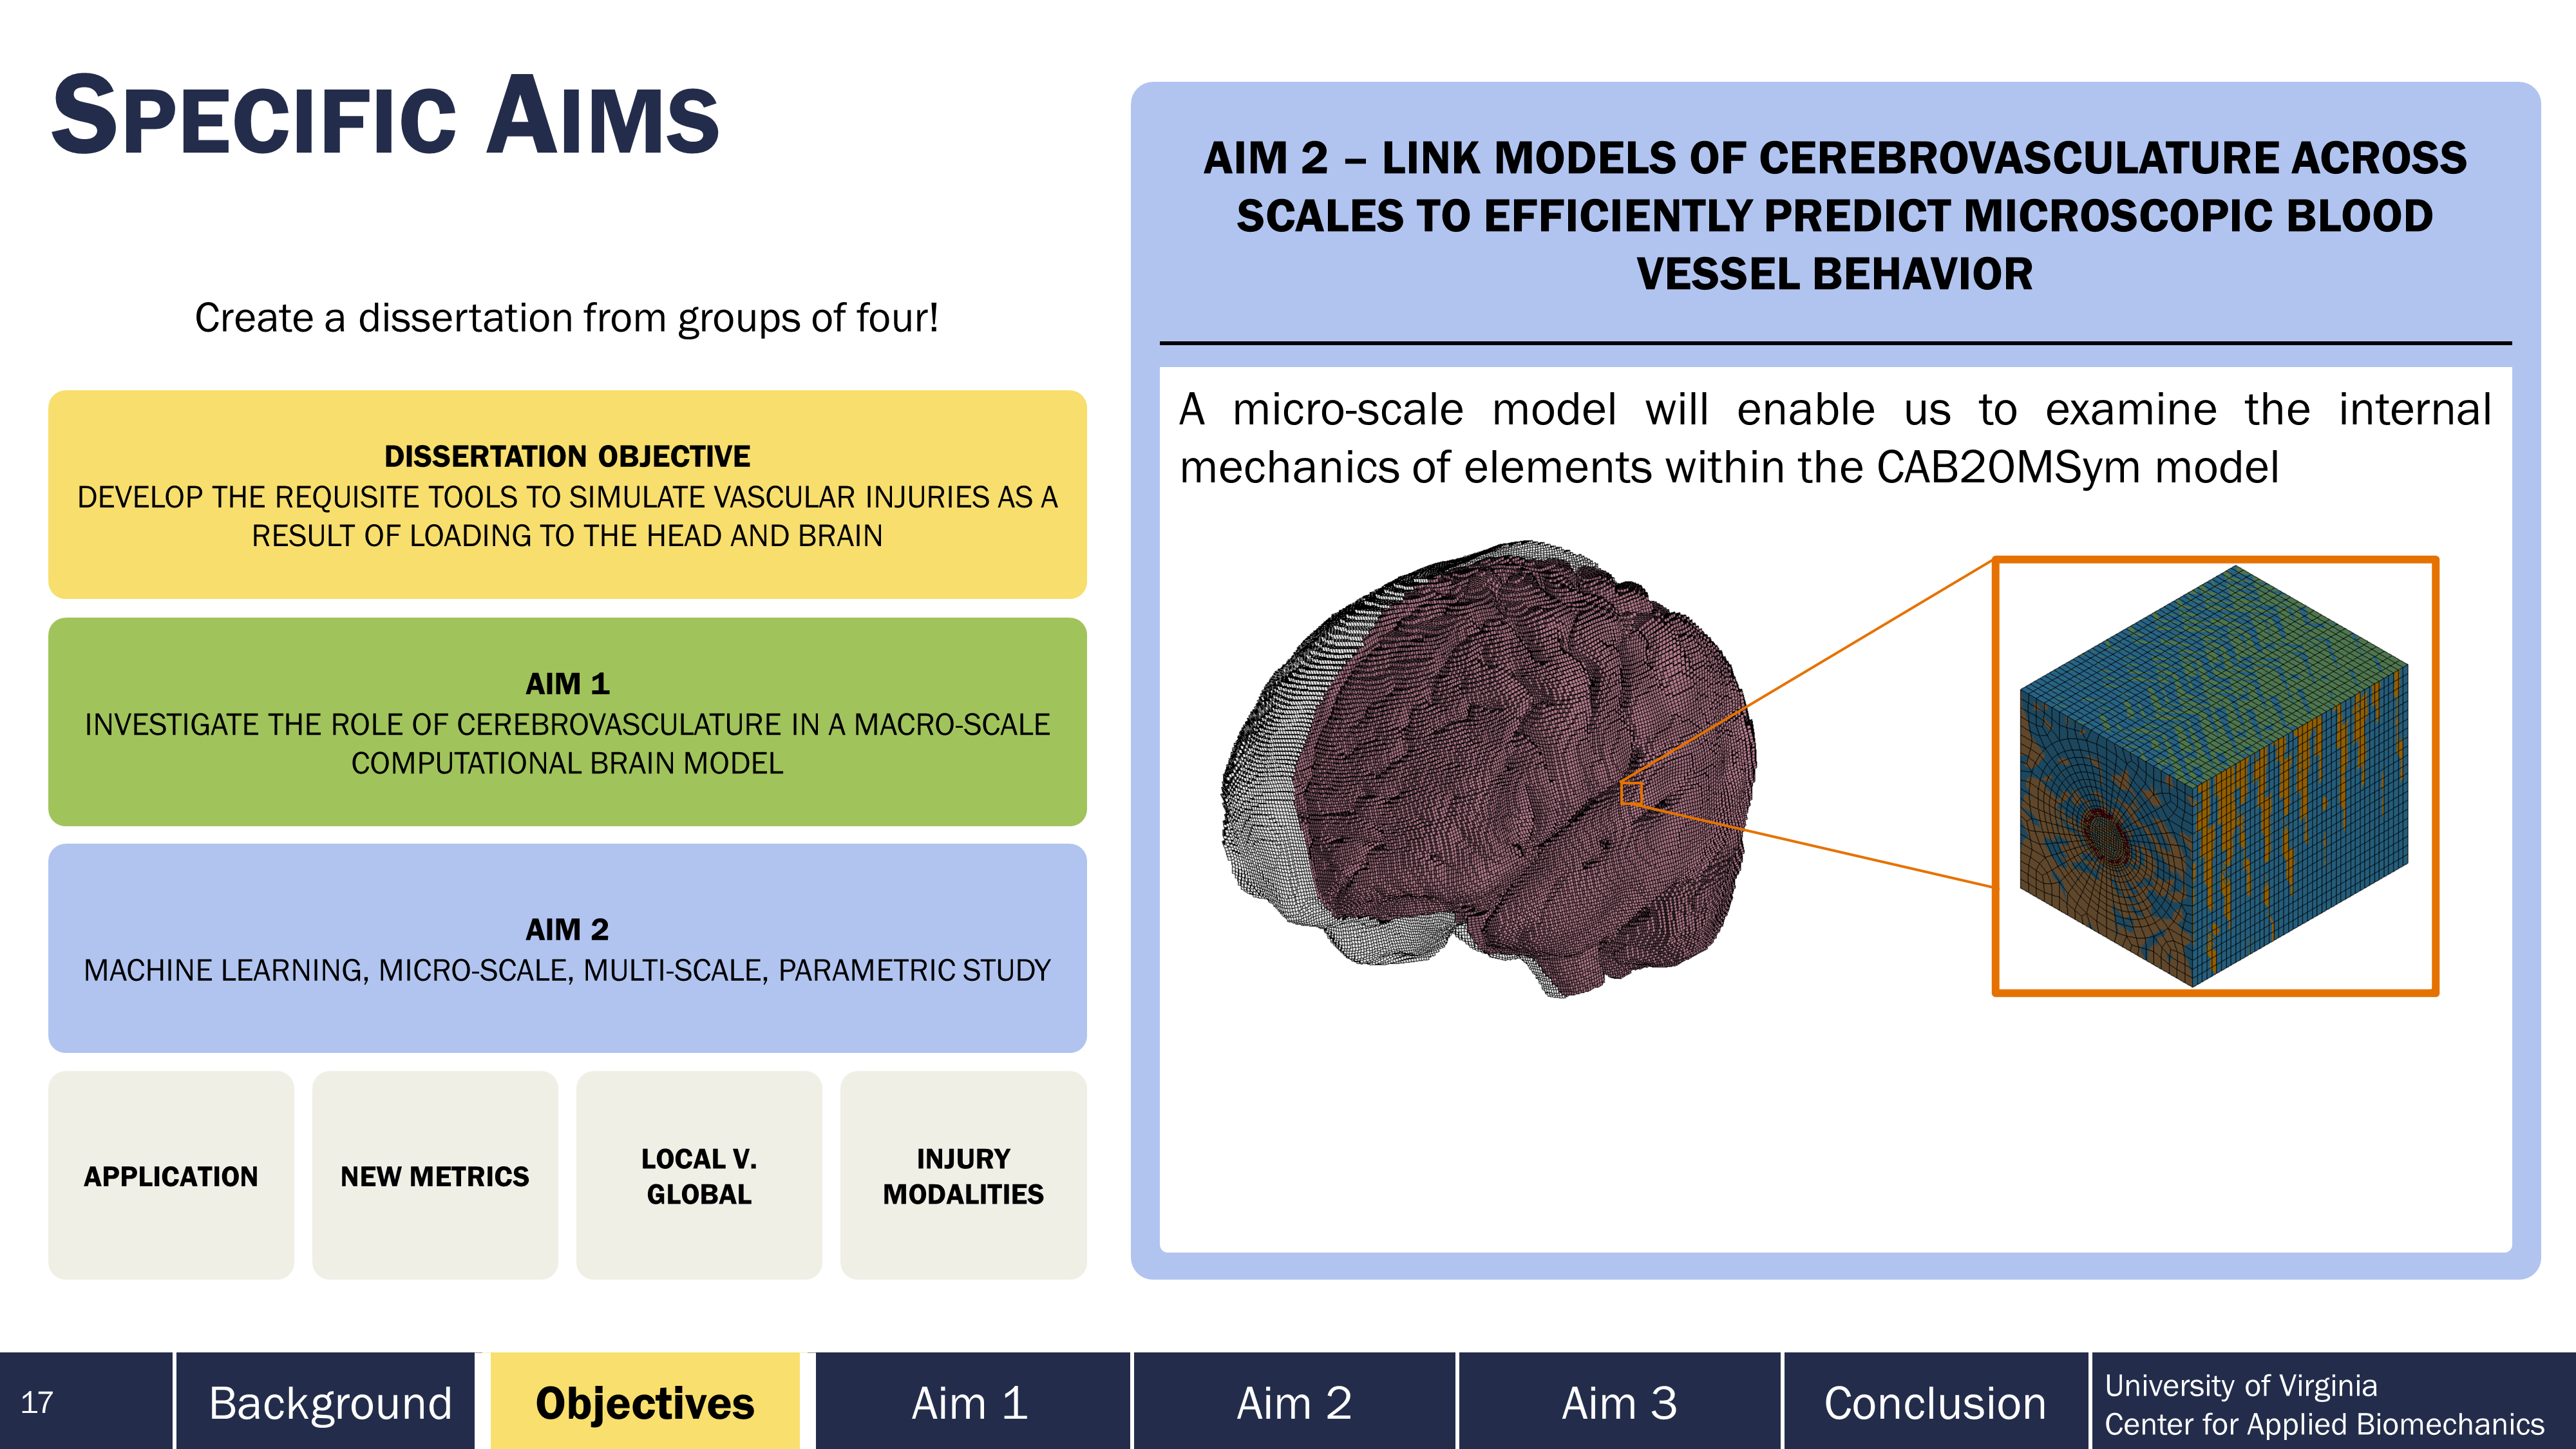 SPECIFIC AIMS
Create a dissertation from groups of four!
DISSERTATION OBJECTIVE
DEVELOP THE REQUISITE TOOLS TO SIMULATE VASCULAR INJURIES AS A
RESULT OF LOADING TO THE HEAD AND BRAIN
AIM 1
INVESTIGATE THE ROLE OF CEREBROVASCULATURE IN A MACRO-SCALE
COMPUTATIONAL BRAIN MODEL
AIM 2
MACHINE LEARNING, MICRO-SCALE, MULTI-SCALE, PARAMETRIC STUDY
APPLICATION
NEW METRICS
LOCAL V.
GLOBAL
INJURY
MODALITIES
AIM 2 – LINK MODELS OF CEREBROVASCULATURE ACROSS
SCALES TO EFFICIENTLY PREDICT MICROSCOPIC BLOOD
VESSEL BEHAVIOR
A micro-scale model will enable us to examine the internal
mechanics of elements within the CAB20MSym model
17
Background
Objectives
Aim 1
Aim 2
Aim 3
Conclusion
University of Virginia
Center for Applied Biomechanics